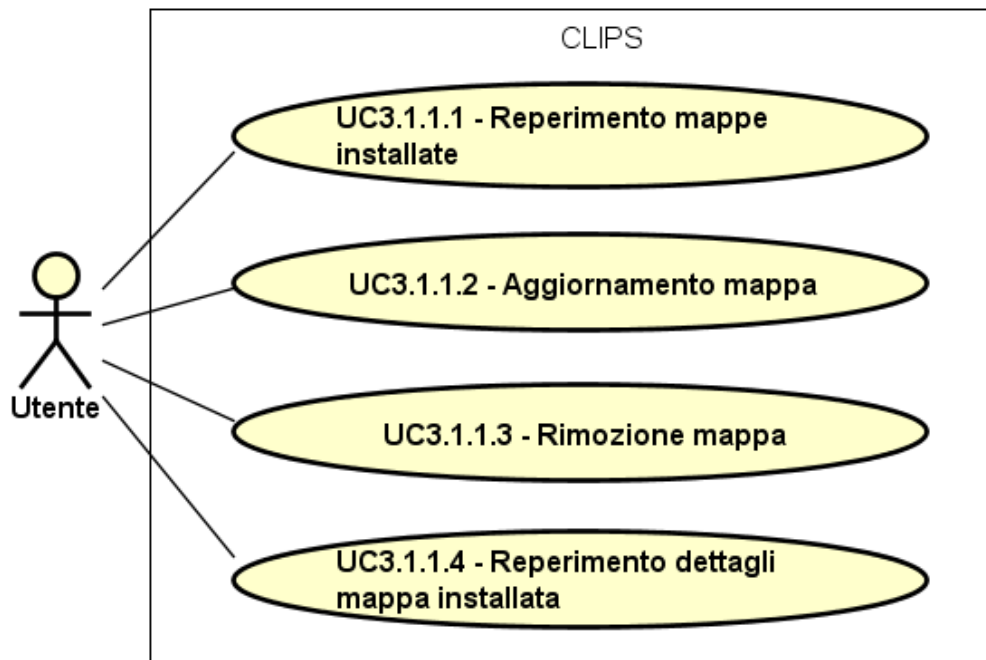 CLIPS
UC3.1.1.1 - Reperimento mappe
installate
UC3.1.1.2 - Aggiornamento mappa
UC3.1.1.3 - Rimozione mappa
UC3.1.1.4 - Reperimento dettagli
mappa installata
Utente